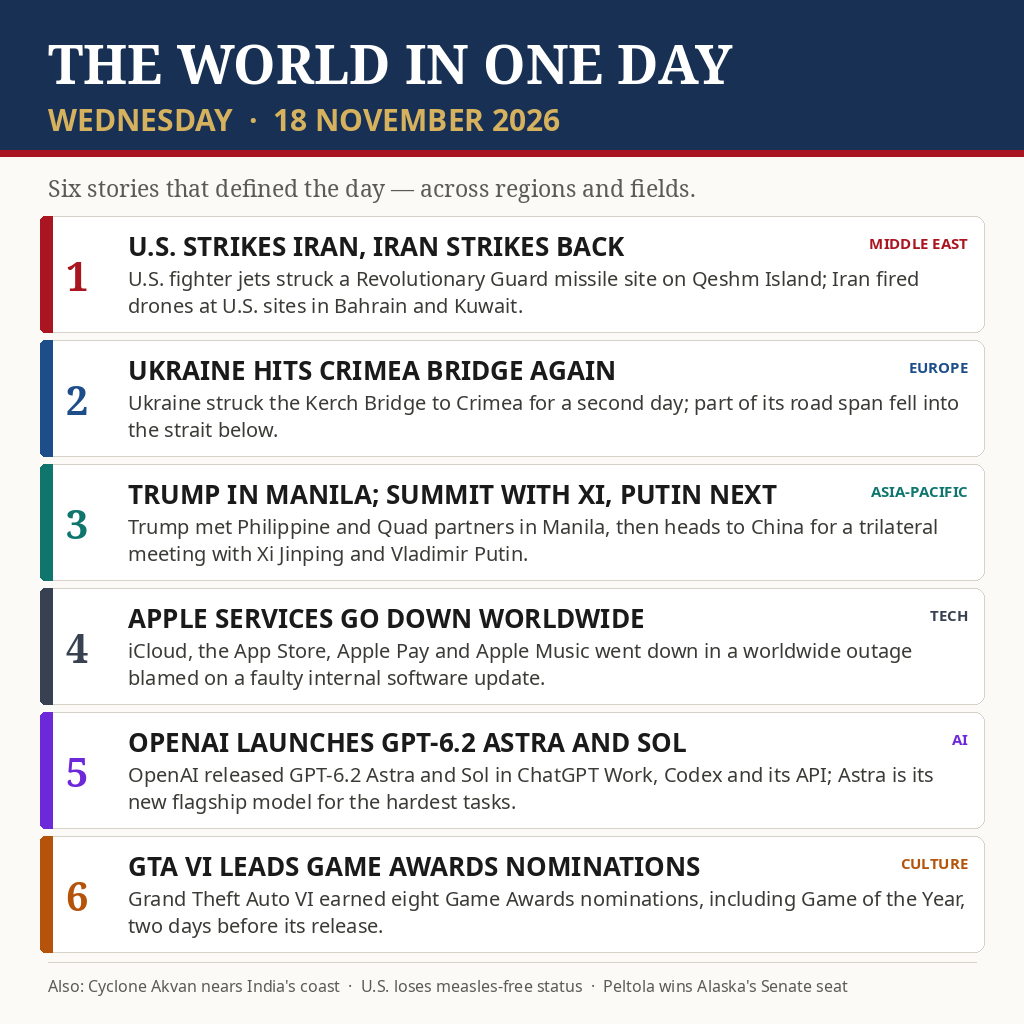 THE WORLD IN ONE DAY
WEDNESDAY · 18 NOVEMBER 2026
Six stories that defined the day — across regions and fields.
1
U.S. STRIKES IRAN, IRAN STRIKES BACK
MIDDLE EAST
U.S. fighter jets struck a Revolutionary Guard missile site on Qeshm Island; Iran fired
drones at U.S. sites in Bahrain and Kuwait.
2
UKRAINE HITS CRIMEA BRIDGE AGAIN
EUROPE
Ukraine struck the Kerch Bridge to Crimea for a second day; part of its road span fell into
the strait below.
3
TRUMP IN MANILA; SUMMIT WITH XI, PUTIN NEXT
ASIA-PACIFIC
Trump met Philippine and Quad partners in Manila, then heads to China for a trilateral
meeting with Xi Jinping and Vladimir Putin.
4
APPLE SERVICES GO DOWN WORLDWIDE
TECH
iCloud, the App Store, Apple Pay and Apple Music went down in a worldwide outage
blamed on a faulty internal software update.
5
OPENAI LAUNCHES GPT-6.2 ASTRA AND SOL
AI
OpenAI released GPT-6.2 Astra and Sol in ChatGPT Work, Codex and its API; Astra is its
new flagship model for the hardest tasks.
6
GTA VI LEADS GAME AWARDS NOMINATIONS
CULTURE
Grand Theft Auto VI earned eight Game Awards nominations, including Game of the Year,
two days before its release.
Also: Cyclone Akvan nears India's coast · U.S. loses measles-free status · Peltola wins Alaska's Senate seat